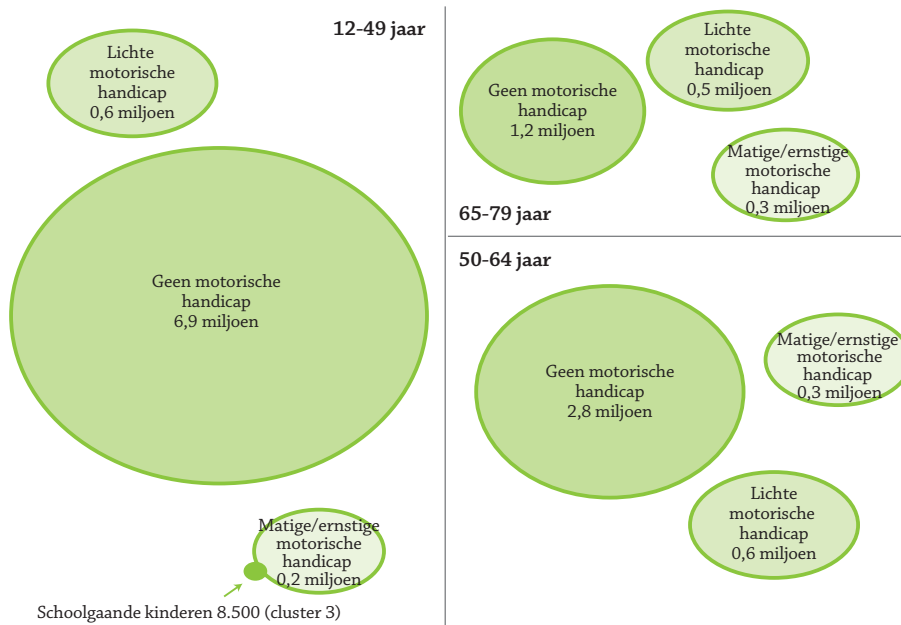 12-49 jaar
Lichte
motorische
handicap
0,6 miljoen
Geen motorische
handicap
6,9 miljoen
Matige/ernstige
motorische
handicap
0,2 miljoen
Schoolgaande kinderen 8.500 (cluster 3)
Geen motorische
handicap
1,2 miljoen
Lichte
motorische
handicap
0,5 miljoen
Matige/ernstige
motorische
handicap
0,3 miljoen
65-79 jaar
50-64 jaar
Geen motorische
handicap
2,8 miljoen
Matige/ernstige
motorische
handicap
0,3 miljoen
Lichte
motorische
handicap
0,6 miljoen